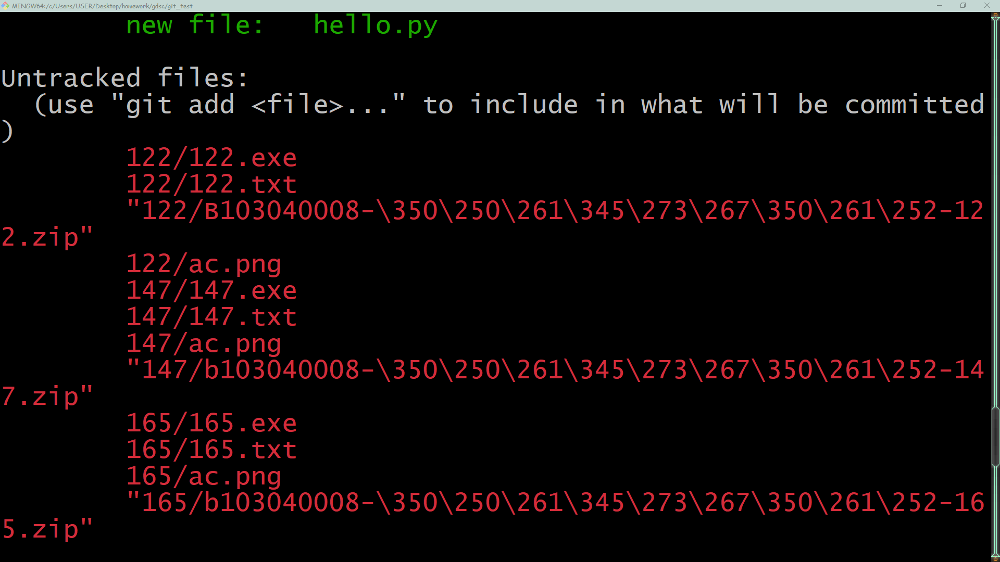 MINGW64:/c/Users/USER/Desktop/homework/gdsc/git_test
new file:   hello.py
Untracked files:
(use "git add <file>..." to include in what will be committed
)
122/122.exe
122/122.txt
"122/B103040008-\350\250\261\345\273\267\350\261\252-12
2.zip"
122/ac.png
147/147.exe
147/147.txt
147/ac.png
"147/b103040008-\350\250\261\345\273\267\350\261\252-14
7.zip"
165/165.exe
165/165.txt
165/ac.png
"165/b103040008-\350\250\261\345\273\267\350\261\252-16
5.zip"